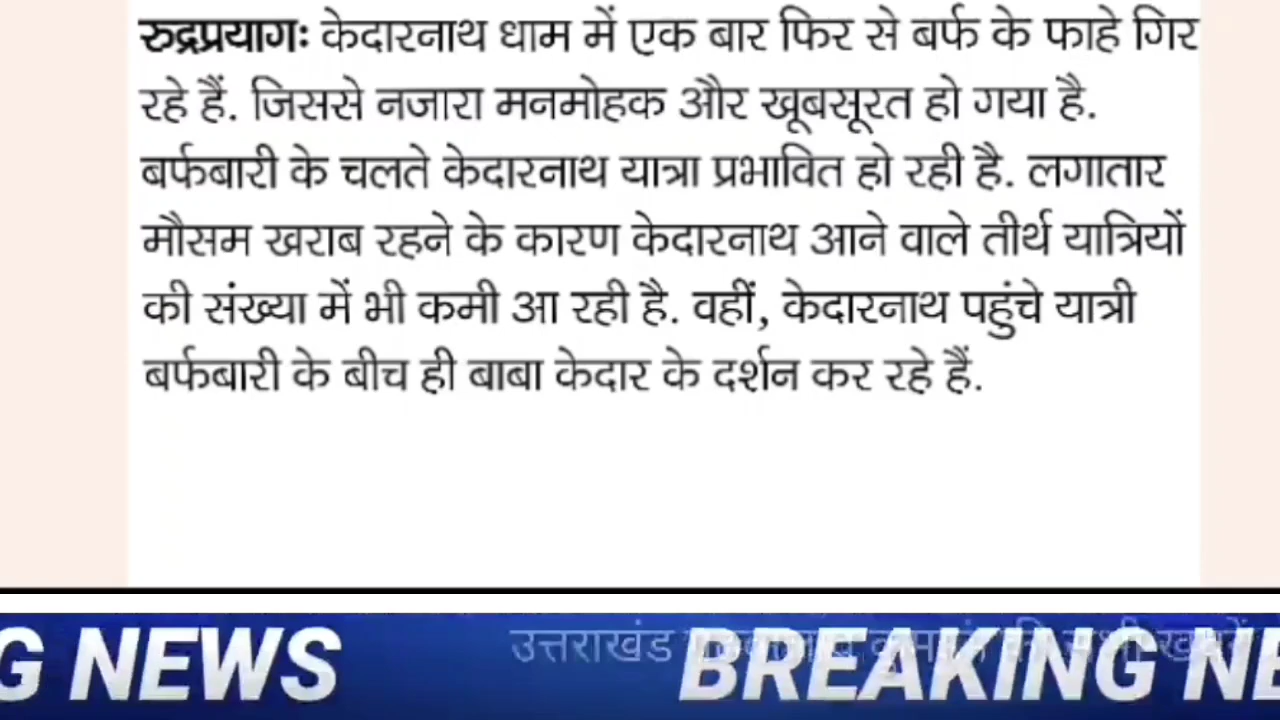 रुद्रप्रयागः केदारनाथ धाम में एक बार फिर से बर्फ के फाहे गिर
रहे हैं. जिससे नजारा मनमोहक और खूबसूरत हो गया है.
बर्फबारी के चलते केदारनाथ यात्रा प्रभावित हो रही है. लगातार
मौसम खराब रहने के कारण केदारनाथ आने वाले तीर्थ यात्रियों
की संख्या में भी कमी आ रही है. वहीं, केदारनाथ पहुंचे यात्री
बर्फबारी के बीच ही बाबा केदार के दर्शन कर रहे हैं.
G NEWS उत्तराखंड BREAKING NE